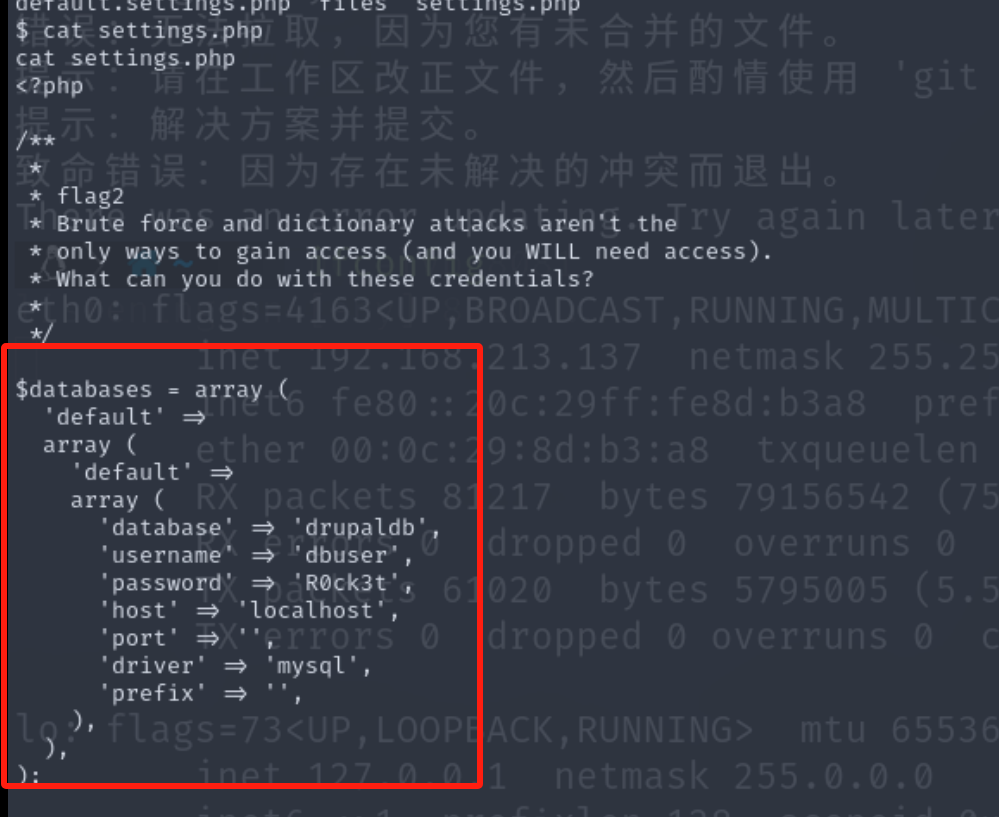 default.settings.php  files  settings.php
$ cat settings.php
cat settings.php
<?php
/**
 *
 * flag2
 * Brute force and dictionary attacks aren't the
 * only ways to gain access (and you WILL need access).
 * What can you do with these credentials?
 *
 */
$databases = array (
  'default' =>
  array (
    'default' =>
    array (
      'database' => 'drupaldb',
      'username' => 'dbuser',
      'password' => 'R0ck3t',
      'host' => 'localhost',
      'port' => '',
      'driver' => 'mysql',
      'prefix' => '',
    ),
  ),
);
错误：无法拉取，因为您有未合并的文件。
提示：请在工作区改正文件，然后酌情使用 'git
提示：解决方案并提交。
致命错误：因为存在未解决的冲突而退出。
There was an error updating. Try again later
eth0: flags=4163<UP,BROADCAST,RUNNING,MULTIC
inet 192.168.213.137  netmask 255.25
inet6 fe80::20c:29ff:fe8d:b3a8  pref
ether 00:0c:29:8d:b3:a8  txqueuelen
RX packets 81217  bytes 79156542 (75
RX errors 0  dropped 0  overruns 0
TX packets 61020  bytes 5795005 (5.5
TX errors 0  dropped 0 overruns 0  c
lo: flags=73<UP,LOOPBACK,RUNNING>  mtu 65536
inet 127.0.0.1  netmask 255.0.0.0